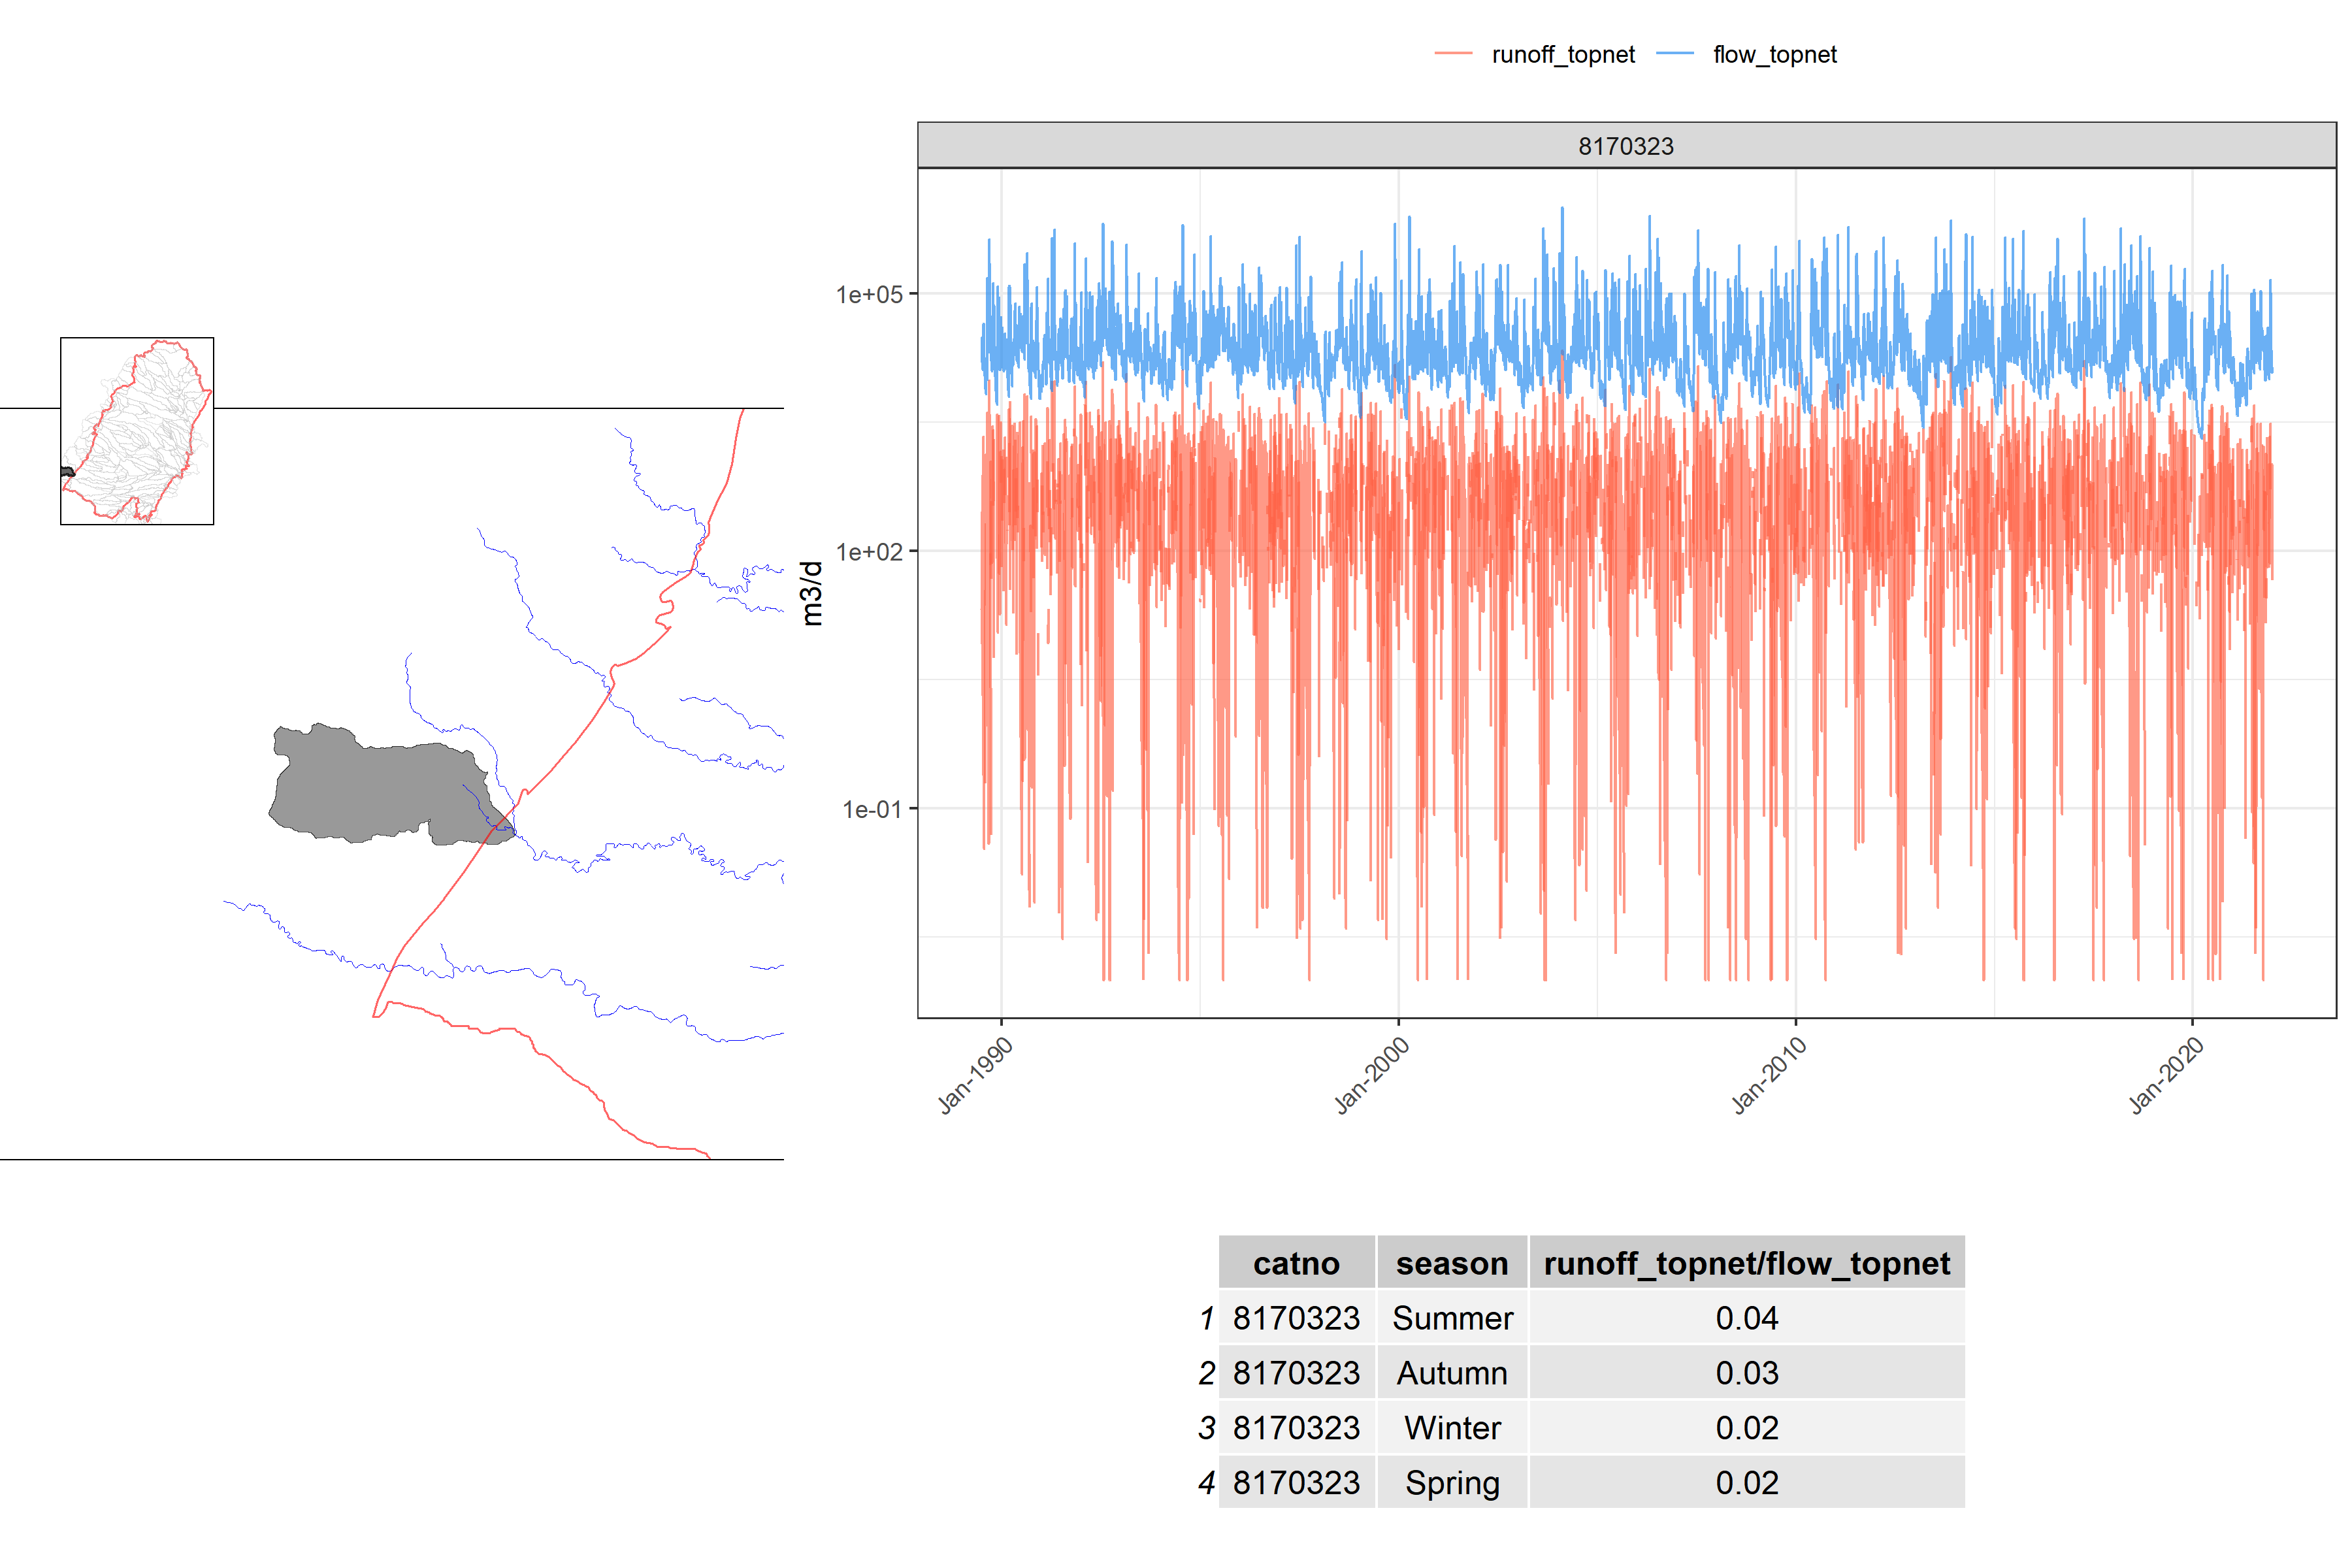 runoff_topnet flow_topnet
8170323
m3/d
1e+05
1e+02
1e-01
Jan-1990 Jan-2000 Jan-2010 Jan-2020
catno season runoff_topnet/flow_topnet
1 8170323 Summer 0.04
2 8170323 Autumn 0.03
3 8170323 Winter 0.02
4 8170323 Spring 0.02